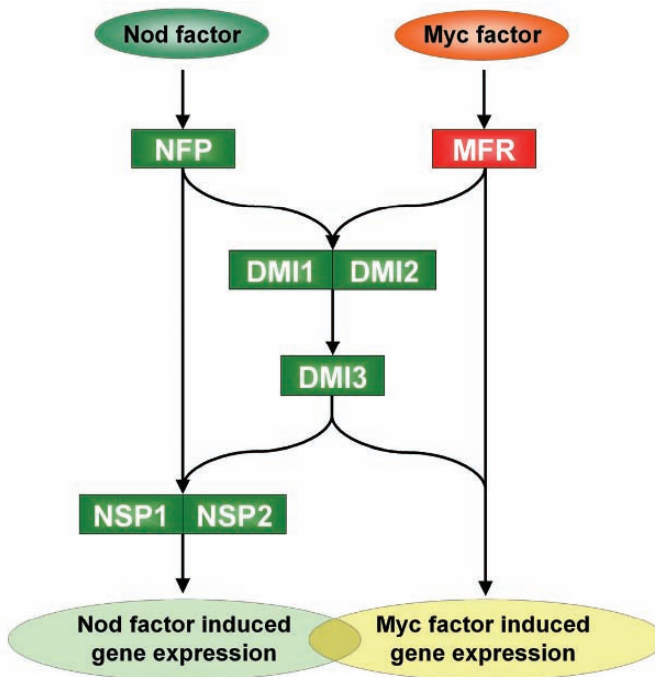 Nod factor
Myc factor
NFP
MFR
DMI1 DMI2
DMI3
NSP1 NSP2
Nod factor induced
gene expression
Myc factor induced
gene expression